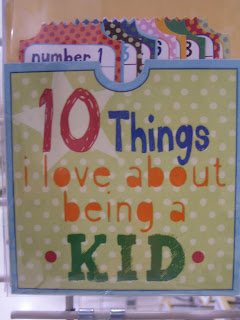 number 1
10 Things
i love about
being a
KID